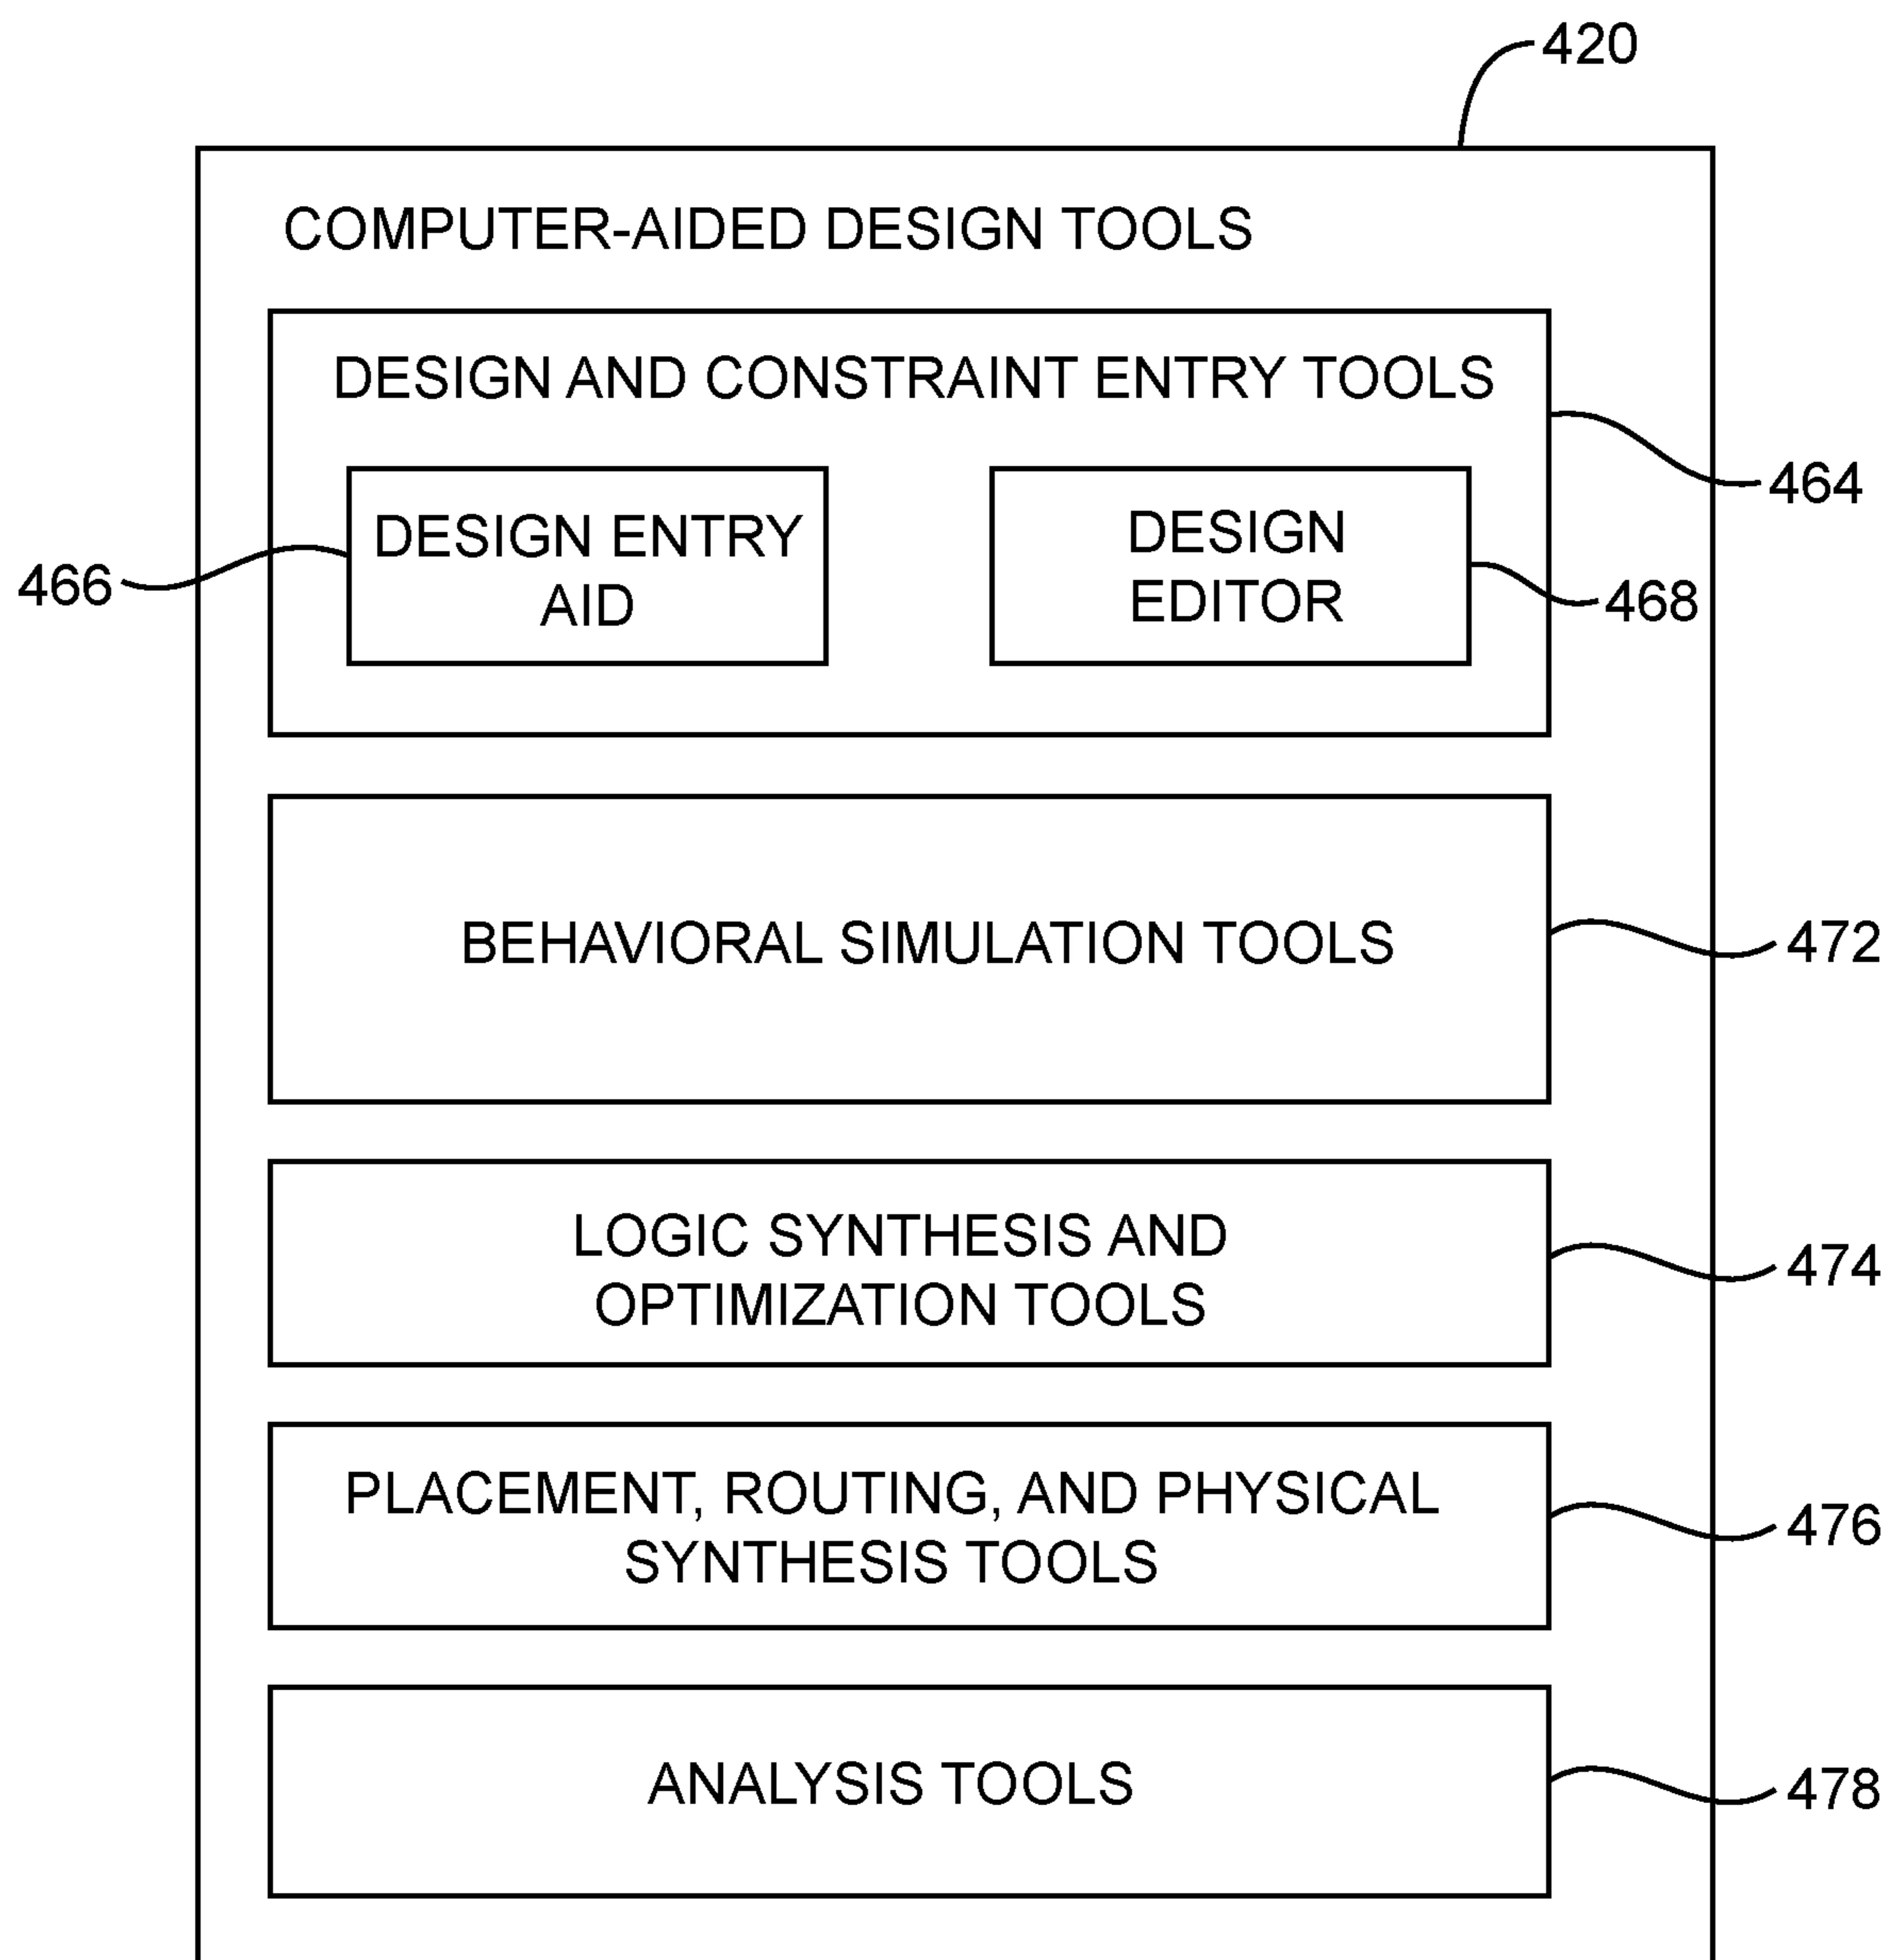 420
COMPUTER-AIDED DESIGN TOOLS
DESIGN AND CONSTRAINT ENTRY TOOLS
464
466
DESIGN ENTRY
AID
DESIGN
EDITOR
468
BEHAVIORAL SIMULATION TOOLS
472
LOGIC SYNTHESIS AND
OPTIMIZATION TOOLS
474
PLACEMENT, ROUTING, AND PHYSICAL
SYNTHESIS TOOLS
476
ANALYSIS TOOLS
478